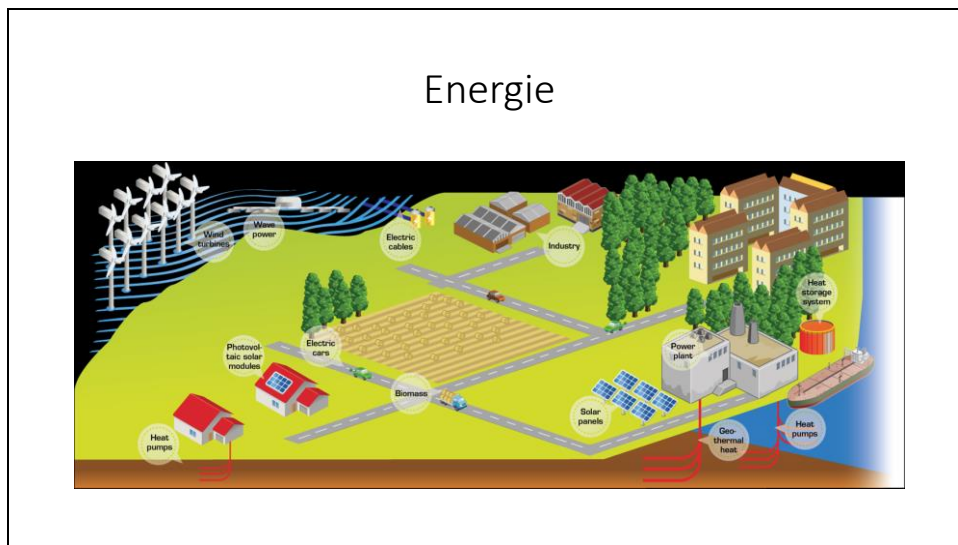 Energie
Wind
turbines
Wave
power
Electric
cables
Industry
Heat
storage
system
Photovol-
taic solar
modules
Electric
cars
Power
plant
Biomass
Solar
panels
Heat
pumps
Geo-
thermal
heat
Heat
pumps